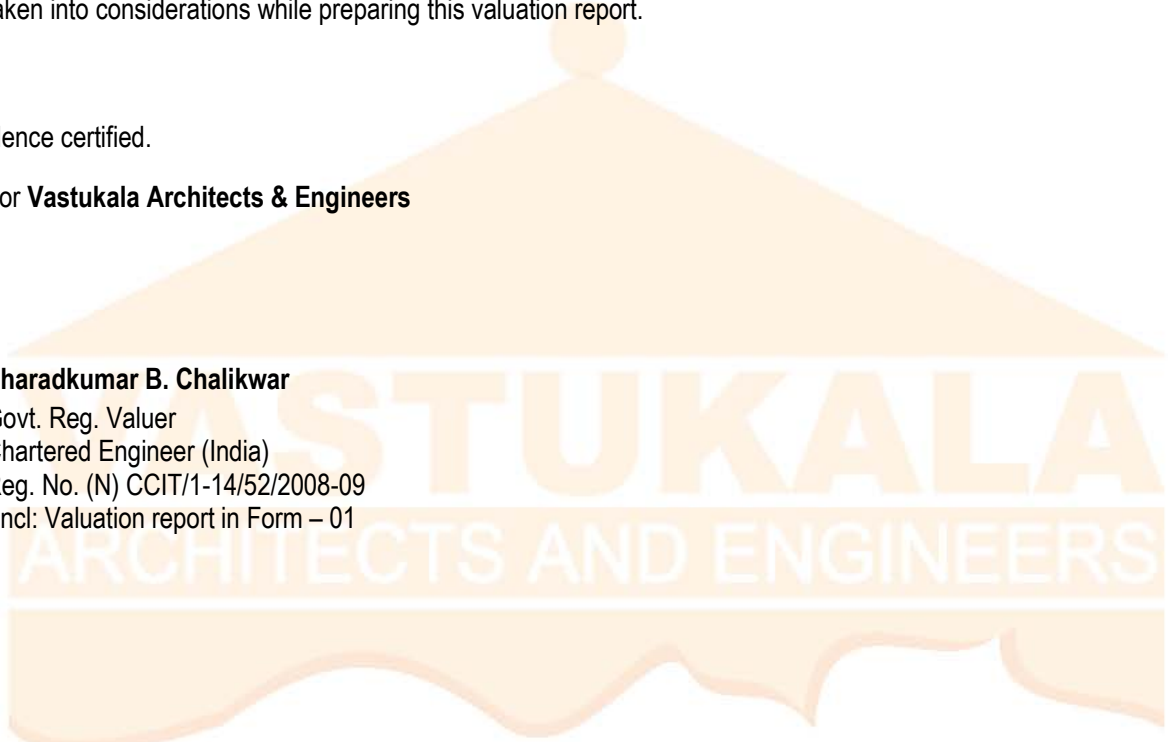 aken into considerations while preparing this valuation report.
ence certified.
or Vastukala Architects & Engineers
haradkumar B. Chalikwar
ovt. Reg. Valuer
hartered Engineer (India)
eg. No. (N) CCIT/1-14/52/2008-09
ncl: Valuation report in Form – 01
VASTUKALA
ARCHITECTS AND ENGINEERS